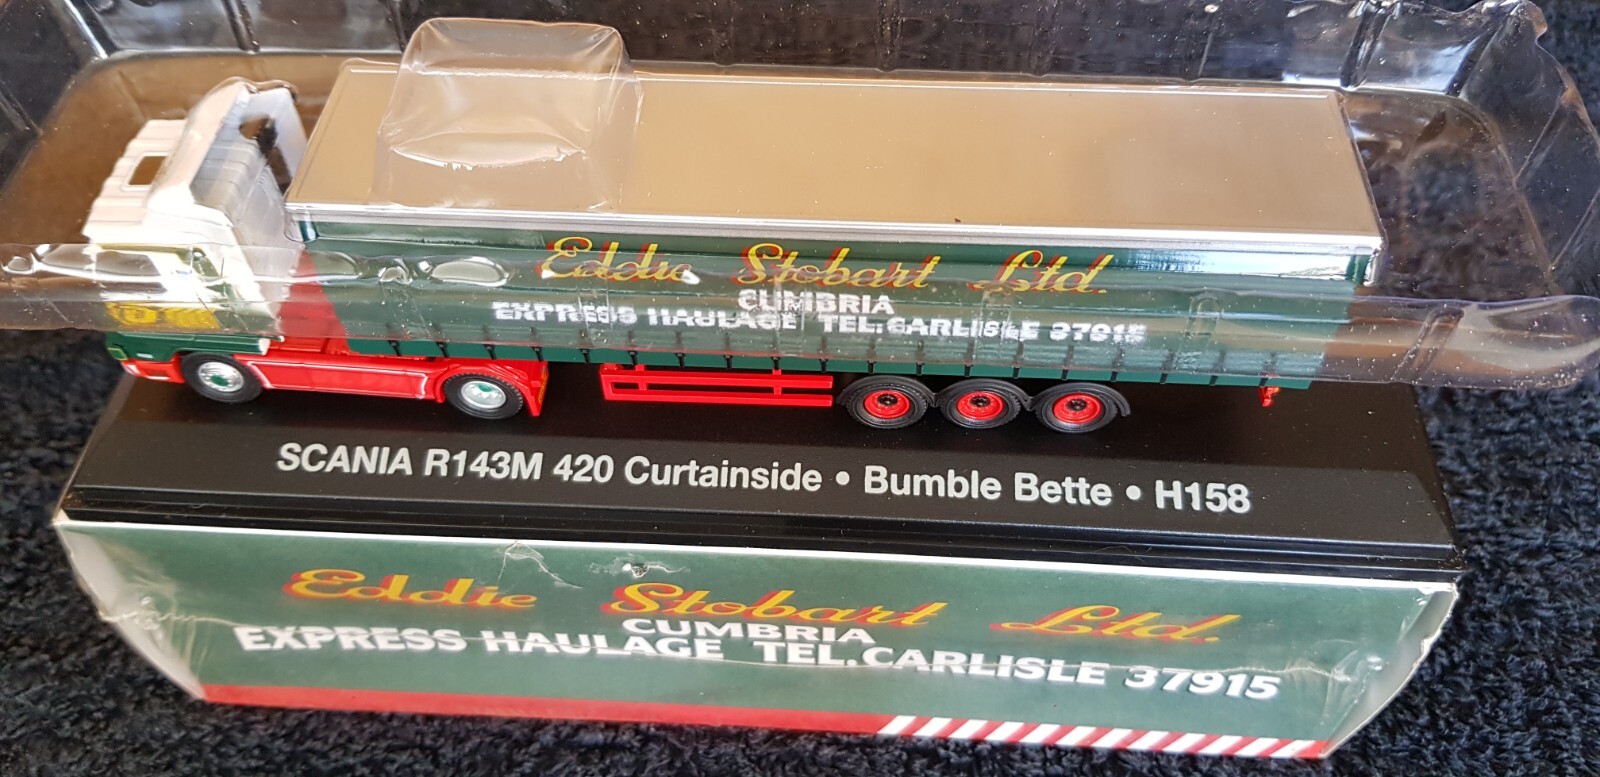 Eddie Stobart Ltd.
CUMBRIA
EXPRESS HAULAGE TEL.CARLISLE 37915
SCANIA R143M 420 Curtainside • Bumble Bette • H158
Eddie Stobart Ltd.
CUMBRIA
EXPRESS HAULAGE TEL.CARLISLE 37915